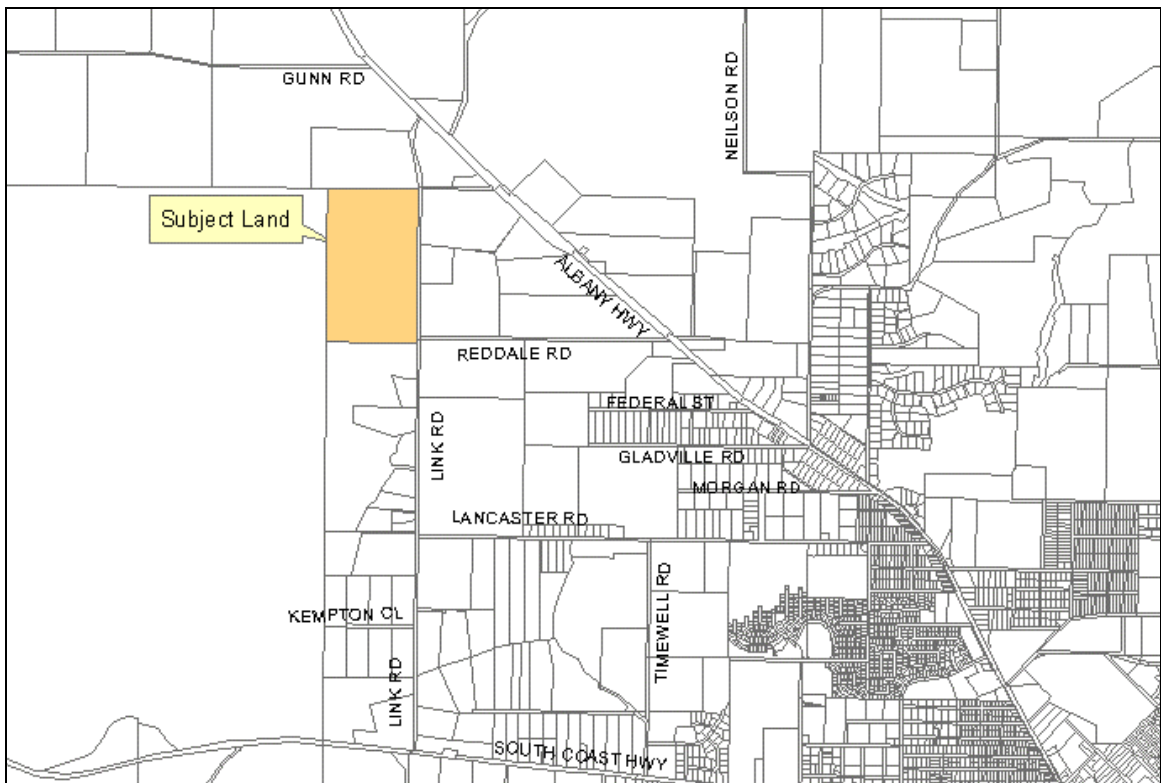 GUNN RD
NEILSON RD
Subject Land
ALBANY HWY
REDDALE RD
FEDERAL ST
LINK RD
GLADVILLE RD
MORGAN RD
LANCASTER RD
TIMEWELL RD
KEMPTON CL
LINK RD
SOUTH COAST HWY